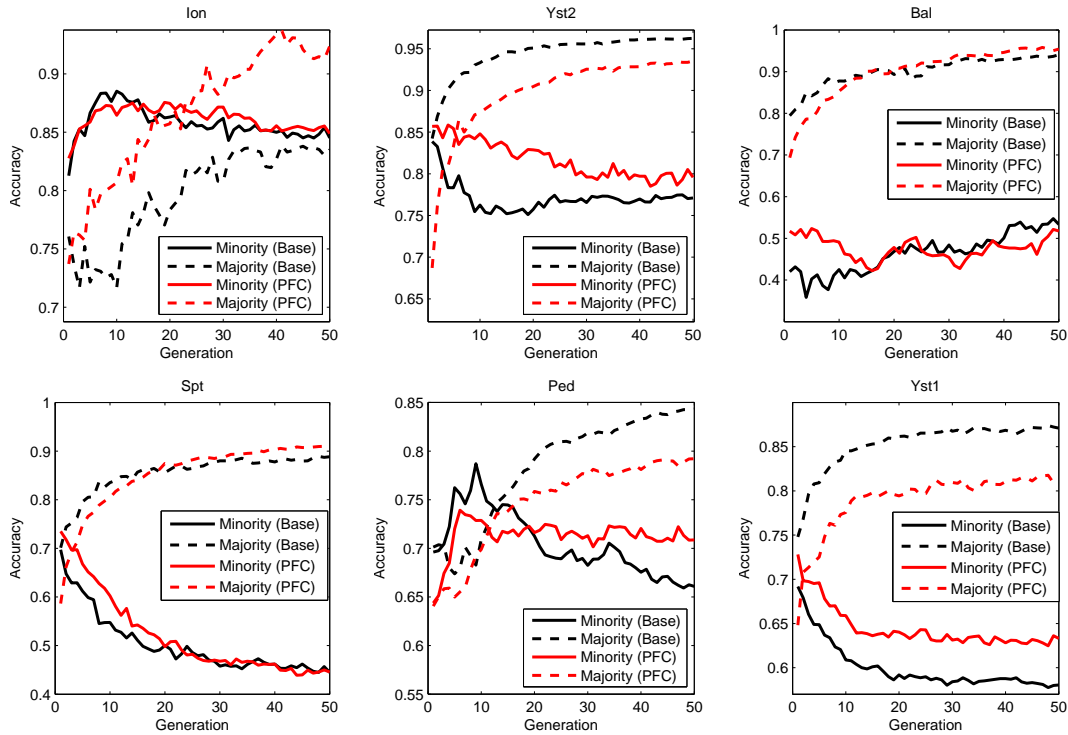 Ion
Accuracy
0.9
0.85
0.8
0.75
0.7
0 10 20 30 40 50
Generation
Minority (Base)
Majority (Base)
Minority (PFC)
Majority (PFC)
Yst2
Accuracy
0.95
0.9
0.85
0.8
0.75
0.7
0.65
0 10 20 30 40 50
Generation
Minority (Base)
Majority (Base)
Minority (PFC)
Majority (PFC)
Bal
Accuracy
1
0.9
0.8
0.7
0.6
0.5
0.4
0 10 20 30 40 50
Generation
Minority (Base)
Majority (Base)
Minority (PFC)
Majority (PFC)
Spt
Accuracy
1
0.9
0.8
0.7
0.6
0.5
0.4
0 10 20 30 40 50
Generation
Minority (Base)
Majority (Base)
Minority (PFC)
Majority (PFC)
Ped
Accuracy
0.85
0.8
0.75
0.7
0.65
0.6
0.55
0 10 20 30 40 50
Generation
Minority (Base)
Majority (Base)
Minority (PFC)
Majority (PFC)
Yst1
Accuracy
0.85
0.8
0.75
0.7
0.65
0.6
0 10 20 30 40 50
Generation
Minority (Base)
Majority (Base)
Minority (PFC)
Majority (PFC)